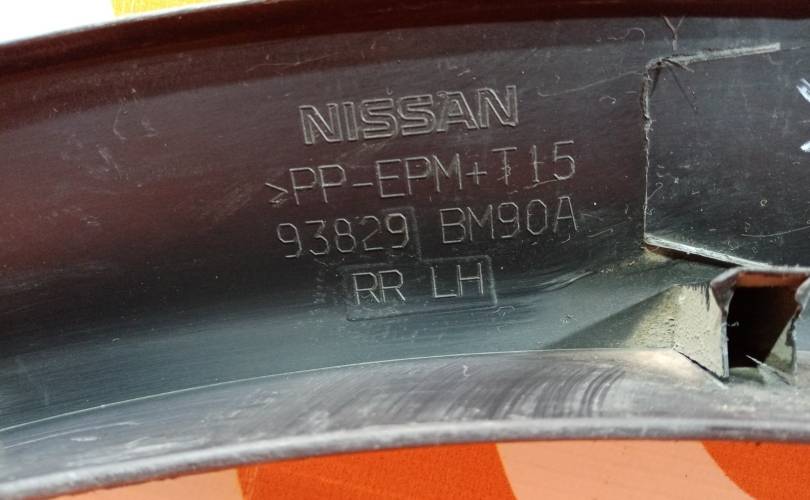 NISSAN
>PP-EPM+T15
93829 BM90A
RR LH